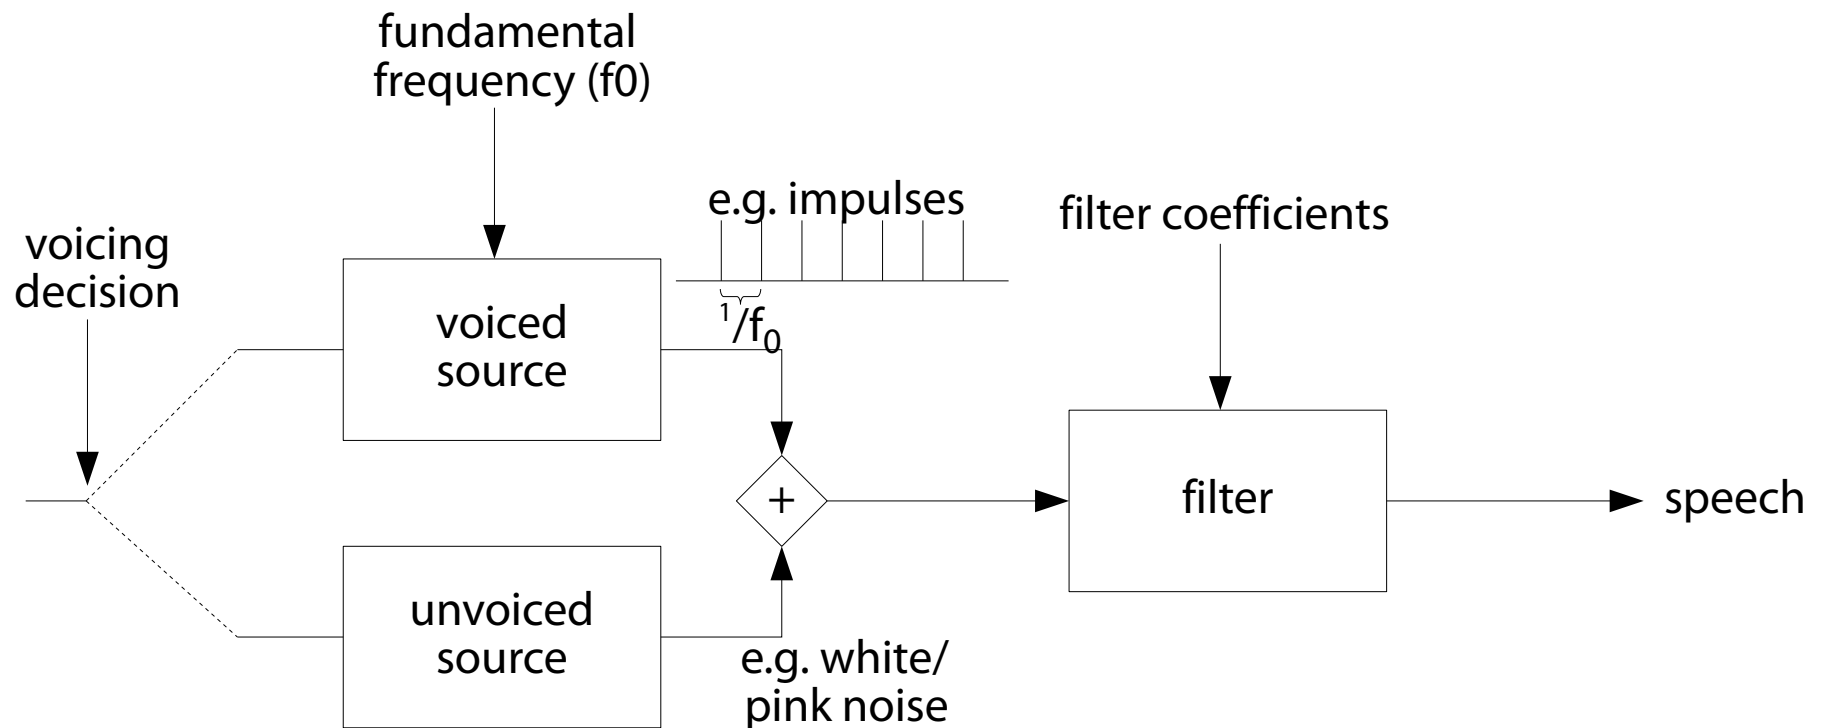 fundamental
frequency (f0)
e.g. impulses
filter coefficients
voicing
decision
voiced
source
1/f0
+
filter
speech
unvoiced
source
e.g. white/
pink noise